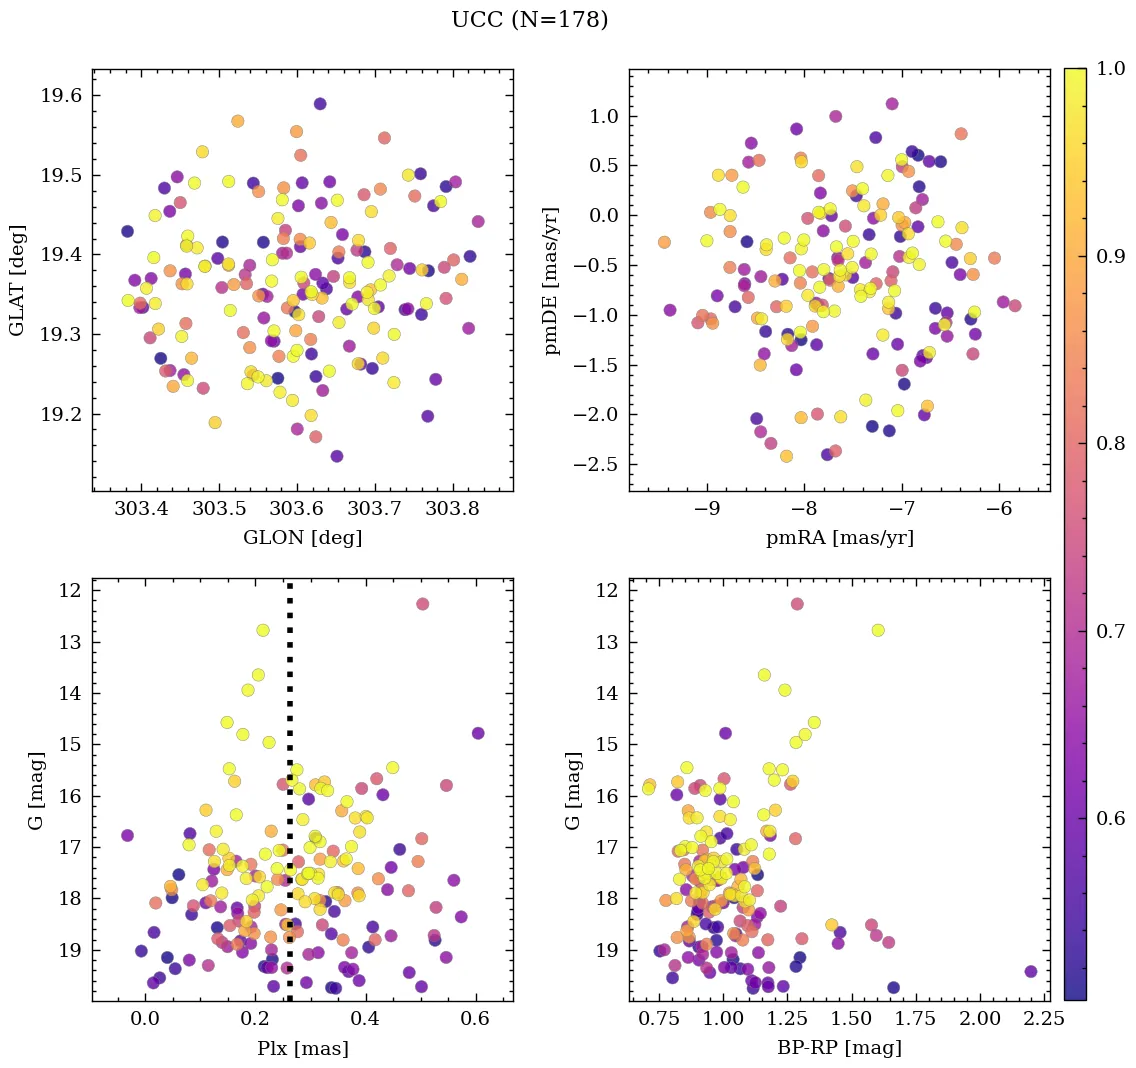 UCC (N=178)
19.6
19.5
19.4
19.3
19.2
GLAT [deg]
303.4 303.5 303.6 303.7 303.8
GLON [deg]
1.0
0.5
0.0
−0.5
−1.0
−1.5
−2.0
−2.5
pmDE [mas/yr]
−9 −8 −7 −6
pmRA [mas/yr]
1.0
0.9
0.8
0.7
0.6
12
13
14
15
16
17
18
19
G [mag]
0.0 0.2 0.4 0.6
Plx [mas]
12
13
14
15
16
17
18
19
G [mag]
0.75 1.00 1.25 1.50 1.75 2.00 2.25
BP-RP [mag]